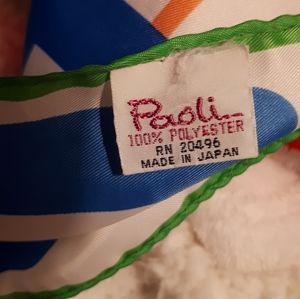 Paoli
100% POLYESTER
RN 20496
MADE IN JAPAN